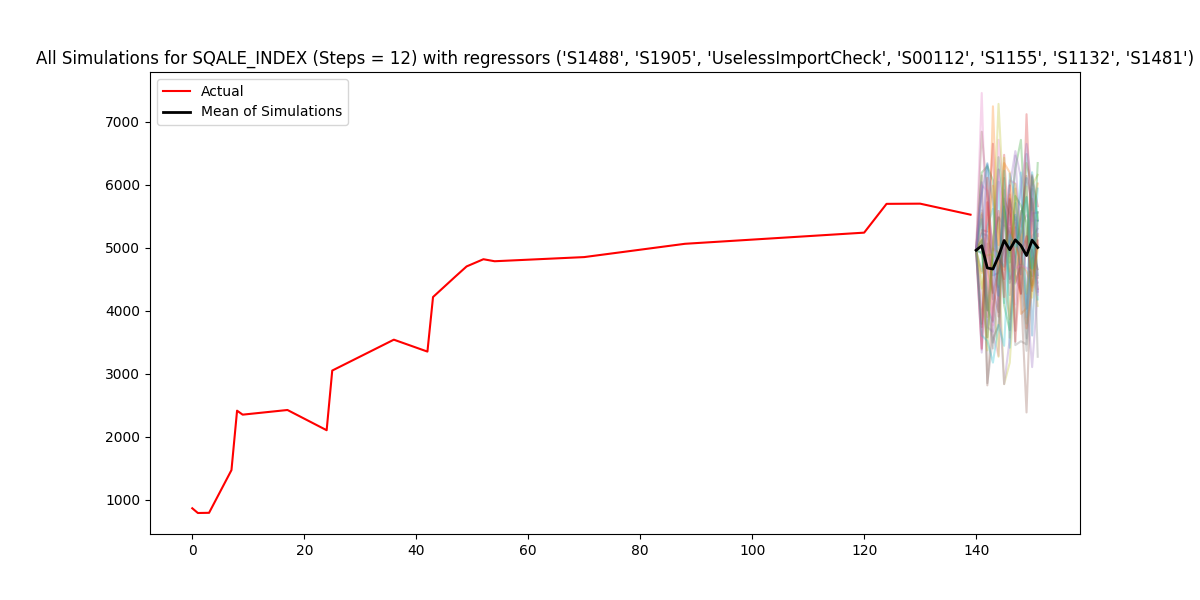 All Simulations for SQALE_INDEX (Steps = 12) with regressors ('S1488', 'S1905', 'UselessImportCheck', 'S00112', 'S1155', 'S1132', 'S1481')
Actual
Mean of Simulations
7000
6000
5000
4000
3000
2000
1000
0 20 40 60 80 100 120 140